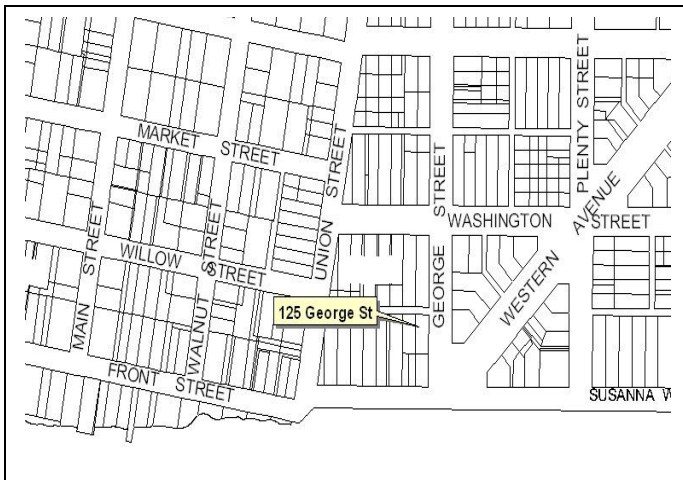 PLENTY STREET
MARKET STREET
UNION STREET
GEORGE STREET
WASHINGTON STREET
WESTERN AVENUE
MAIN STREET
WILLOW STREET
WALNUT STREET
125 George St
FRONT STREET
SUSANNA W